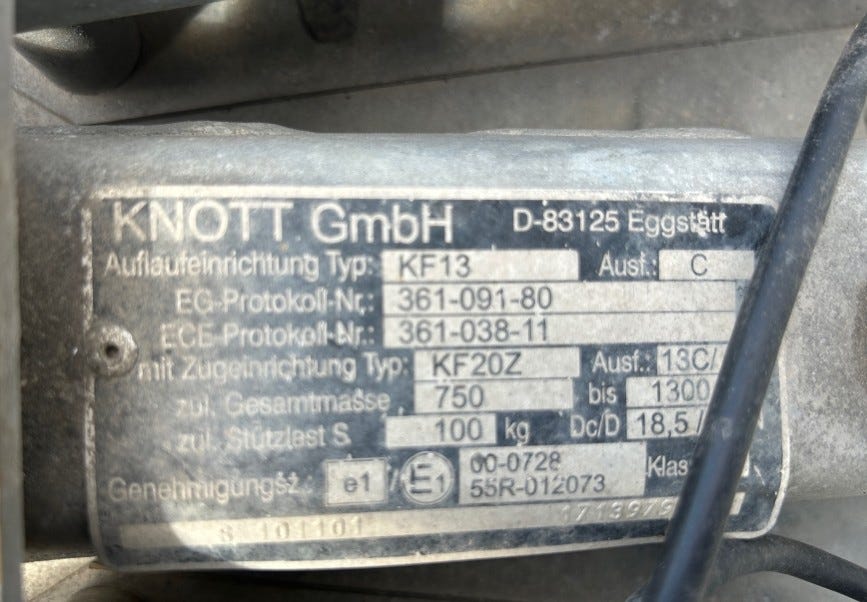 KNOTT GmbH D-83125 Eggstätt
Auflaufeinrichtung Typ: KF13 Ausf.: C
EG-Protokoll-Nr.: 361-091-80
ECE-Protokoll-Nr.: 361-038-11
mit Zugeinrichtung Typ: KF20Z Ausf.: 13C/
zul. Gesamtmasse 750 bis 1300
zul. Stützlast S 100 kg Dc/D 18,5/
Genehmigungsz.: e1 / E1 00-0728
55R-012073
S 101101